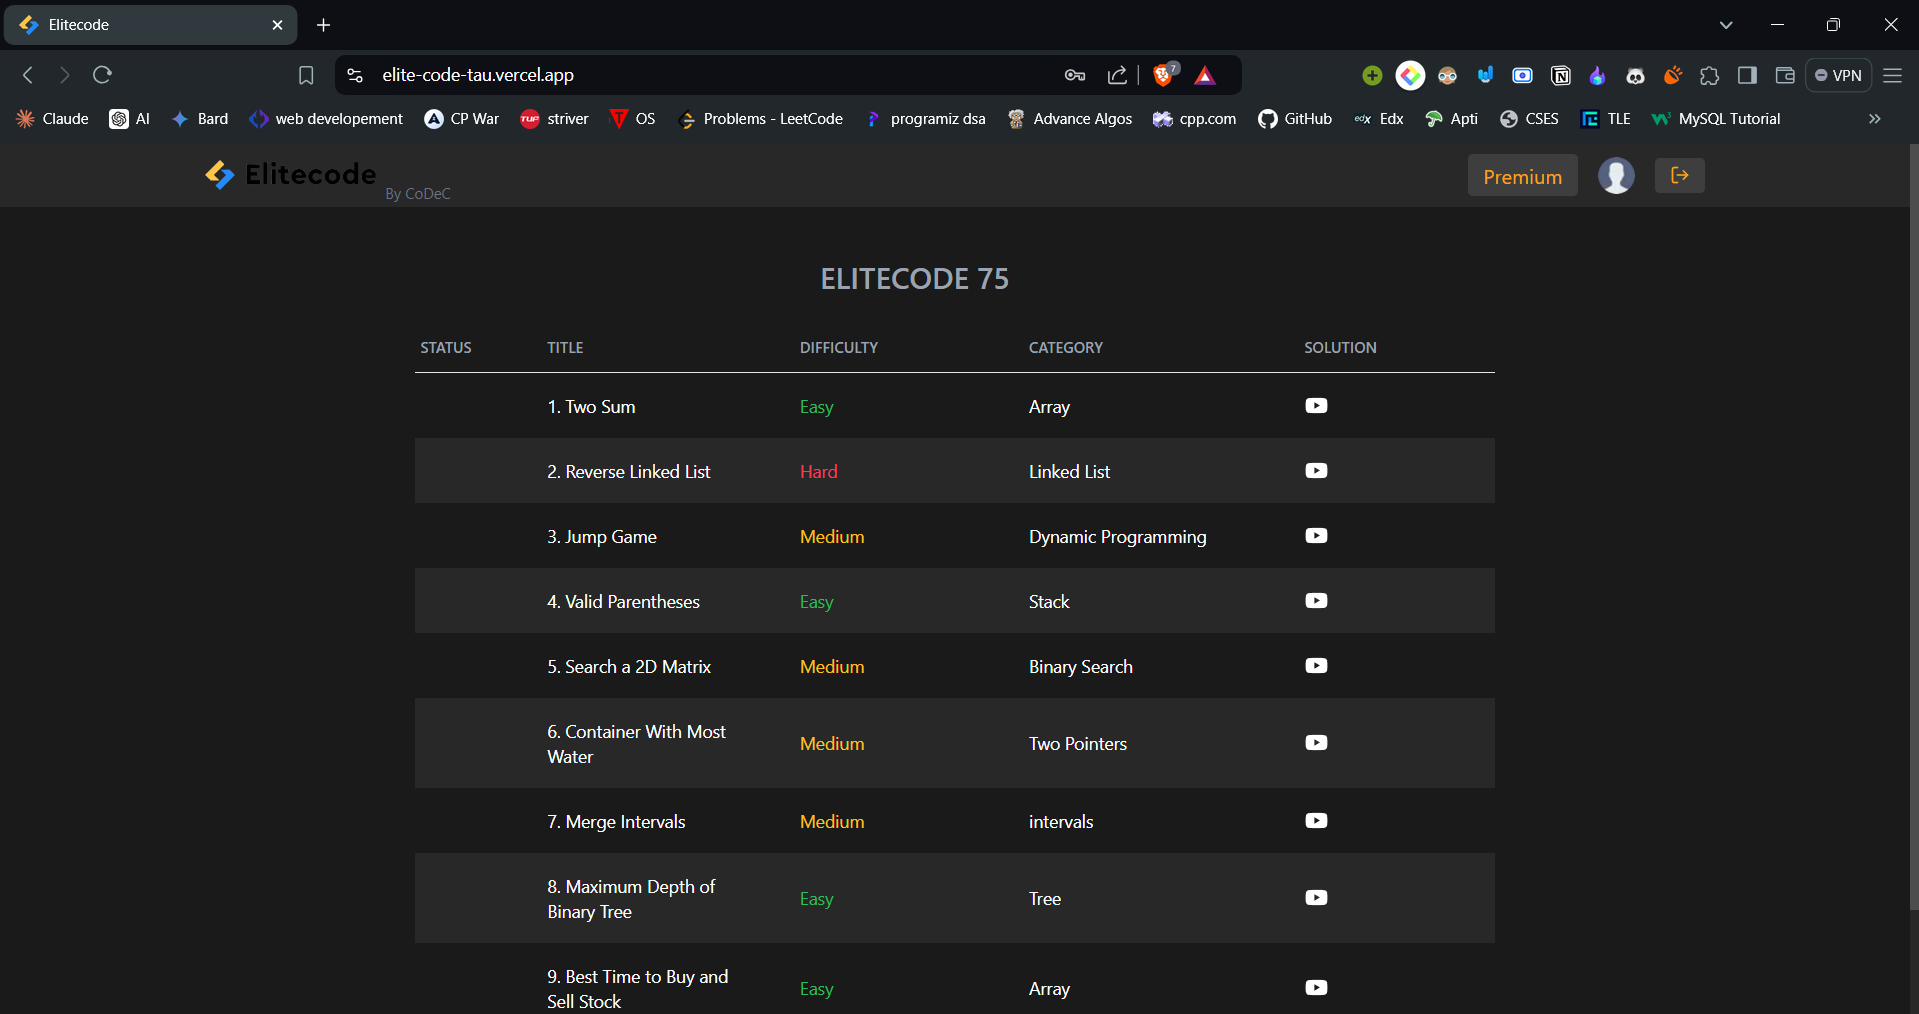 Elitecode
elite-code-tau.vercel.app
7
VPN
Claude AI Bard web developement CP War striver OS Problems - LeetCode programiz dsa Advance Algos cpp.com GitHub Edx Apti CSES TLE MySQL Tutorial
Elitecode By CoDeC
Premium
ELITECODE 75
STATUS TITLE DIFFICULTY CATEGORY SOLUTION
1. Two Sum Easy Array
2. Reverse Linked List Hard Linked List
3. Jump Game Medium Dynamic Programming
4. Valid Parentheses Easy Stack
5. Search a 2D Matrix Medium Binary Search
6. Container With Most
Water
Medium Two Pointers
7. Merge Intervals Medium intervals
8. Maximum Depth of
Binary Tree
Easy Tree
9. Best Time to Buy and
Sell Stock
Easy Array